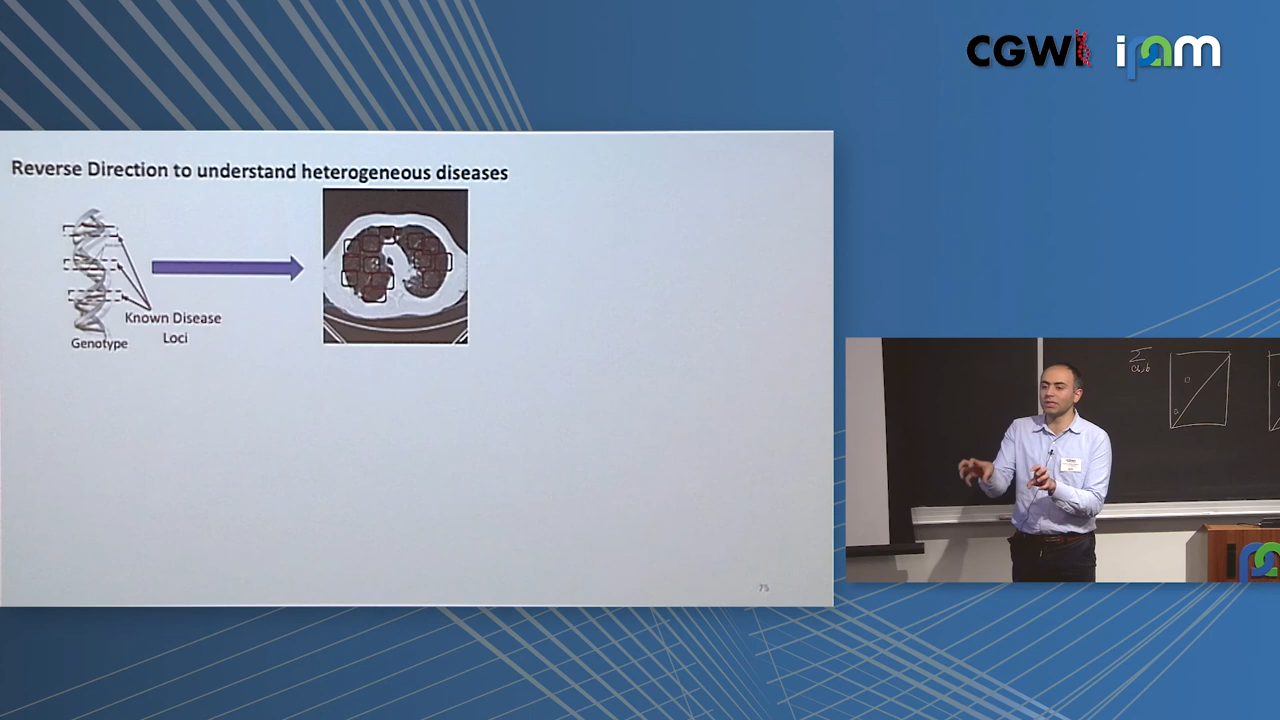 CGWI ipam
Reverse Direction to understand heterogeneous diseases
Known Disease
Loci
Genotype
75
Σ
a,b